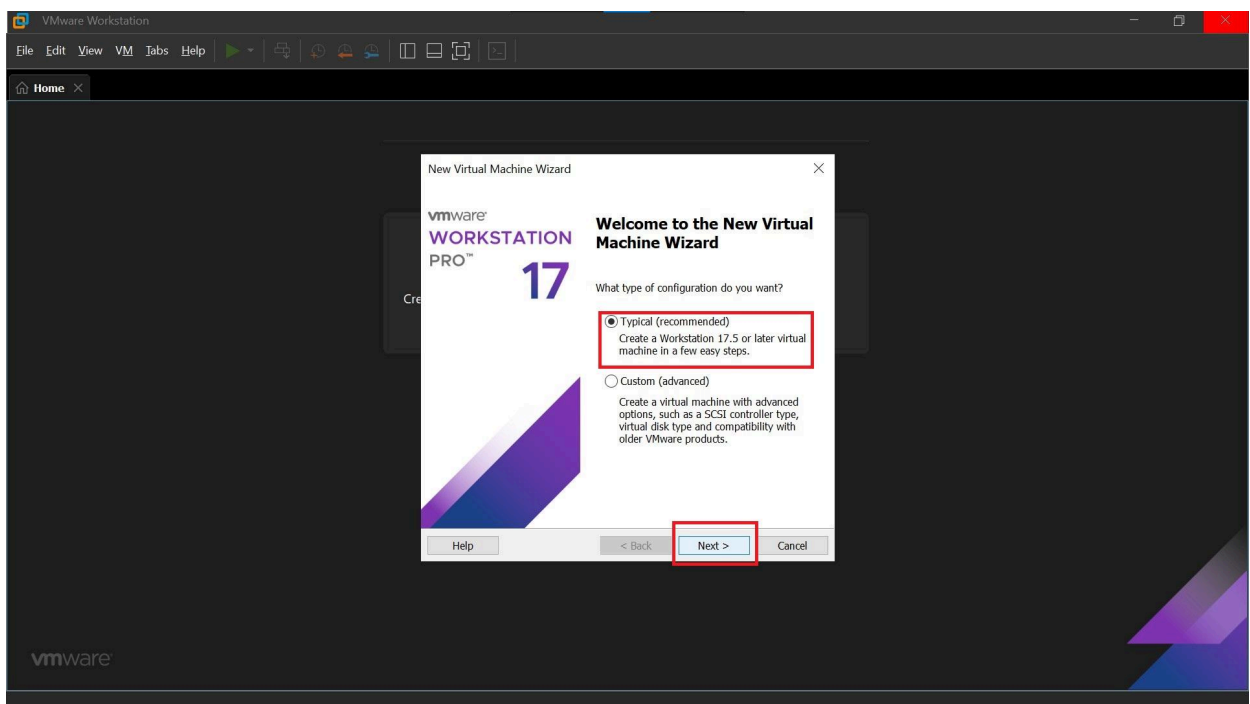 VMware Workstation
File Edit View VM Tabs Help
Home
New Virtual Machine Wizard
vmware®
WORKSTATION
PRO™
17
Welcome to the New Virtual
Machine Wizard
What type of configuration do you want?
Typical (recommended)
Create a Workstation 17.5 or later virtual
machine in a few easy steps.
Custom (advanced)
Create a virtual machine with advanced
options, such as a SCSI controller type,
virtual disk type and compatibility with
older VMware products.
Cre
Help < Back Next > Cancel
vmware®